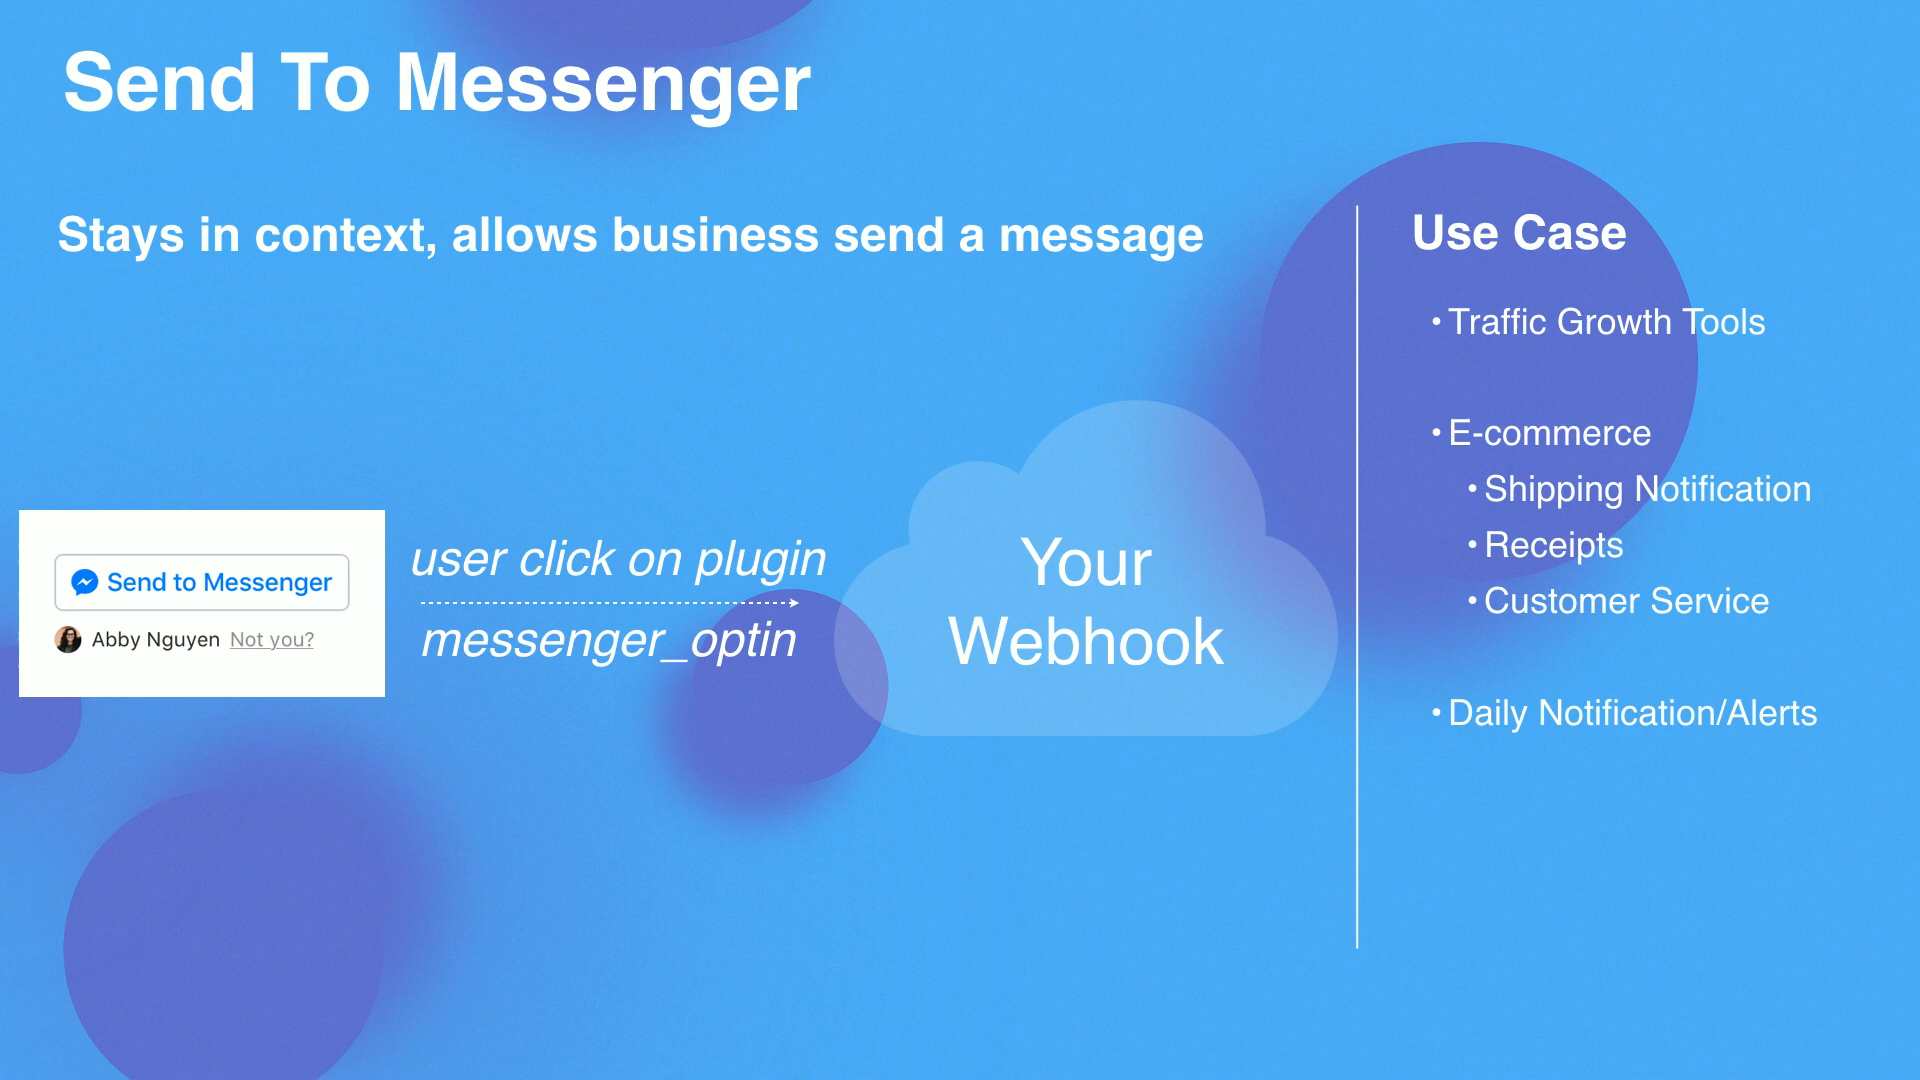 Send To Messenger
Stays in context, allows business send a message
Send to Messenger
Abby Nguyen Not you?
user click on plugin
messenger_optin
Your
Webhook
Use Case
• Traffic Growth Tools
• E-commerce
• Shipping Notification
• Receipts
• Customer Service
• Daily Notification/Alerts